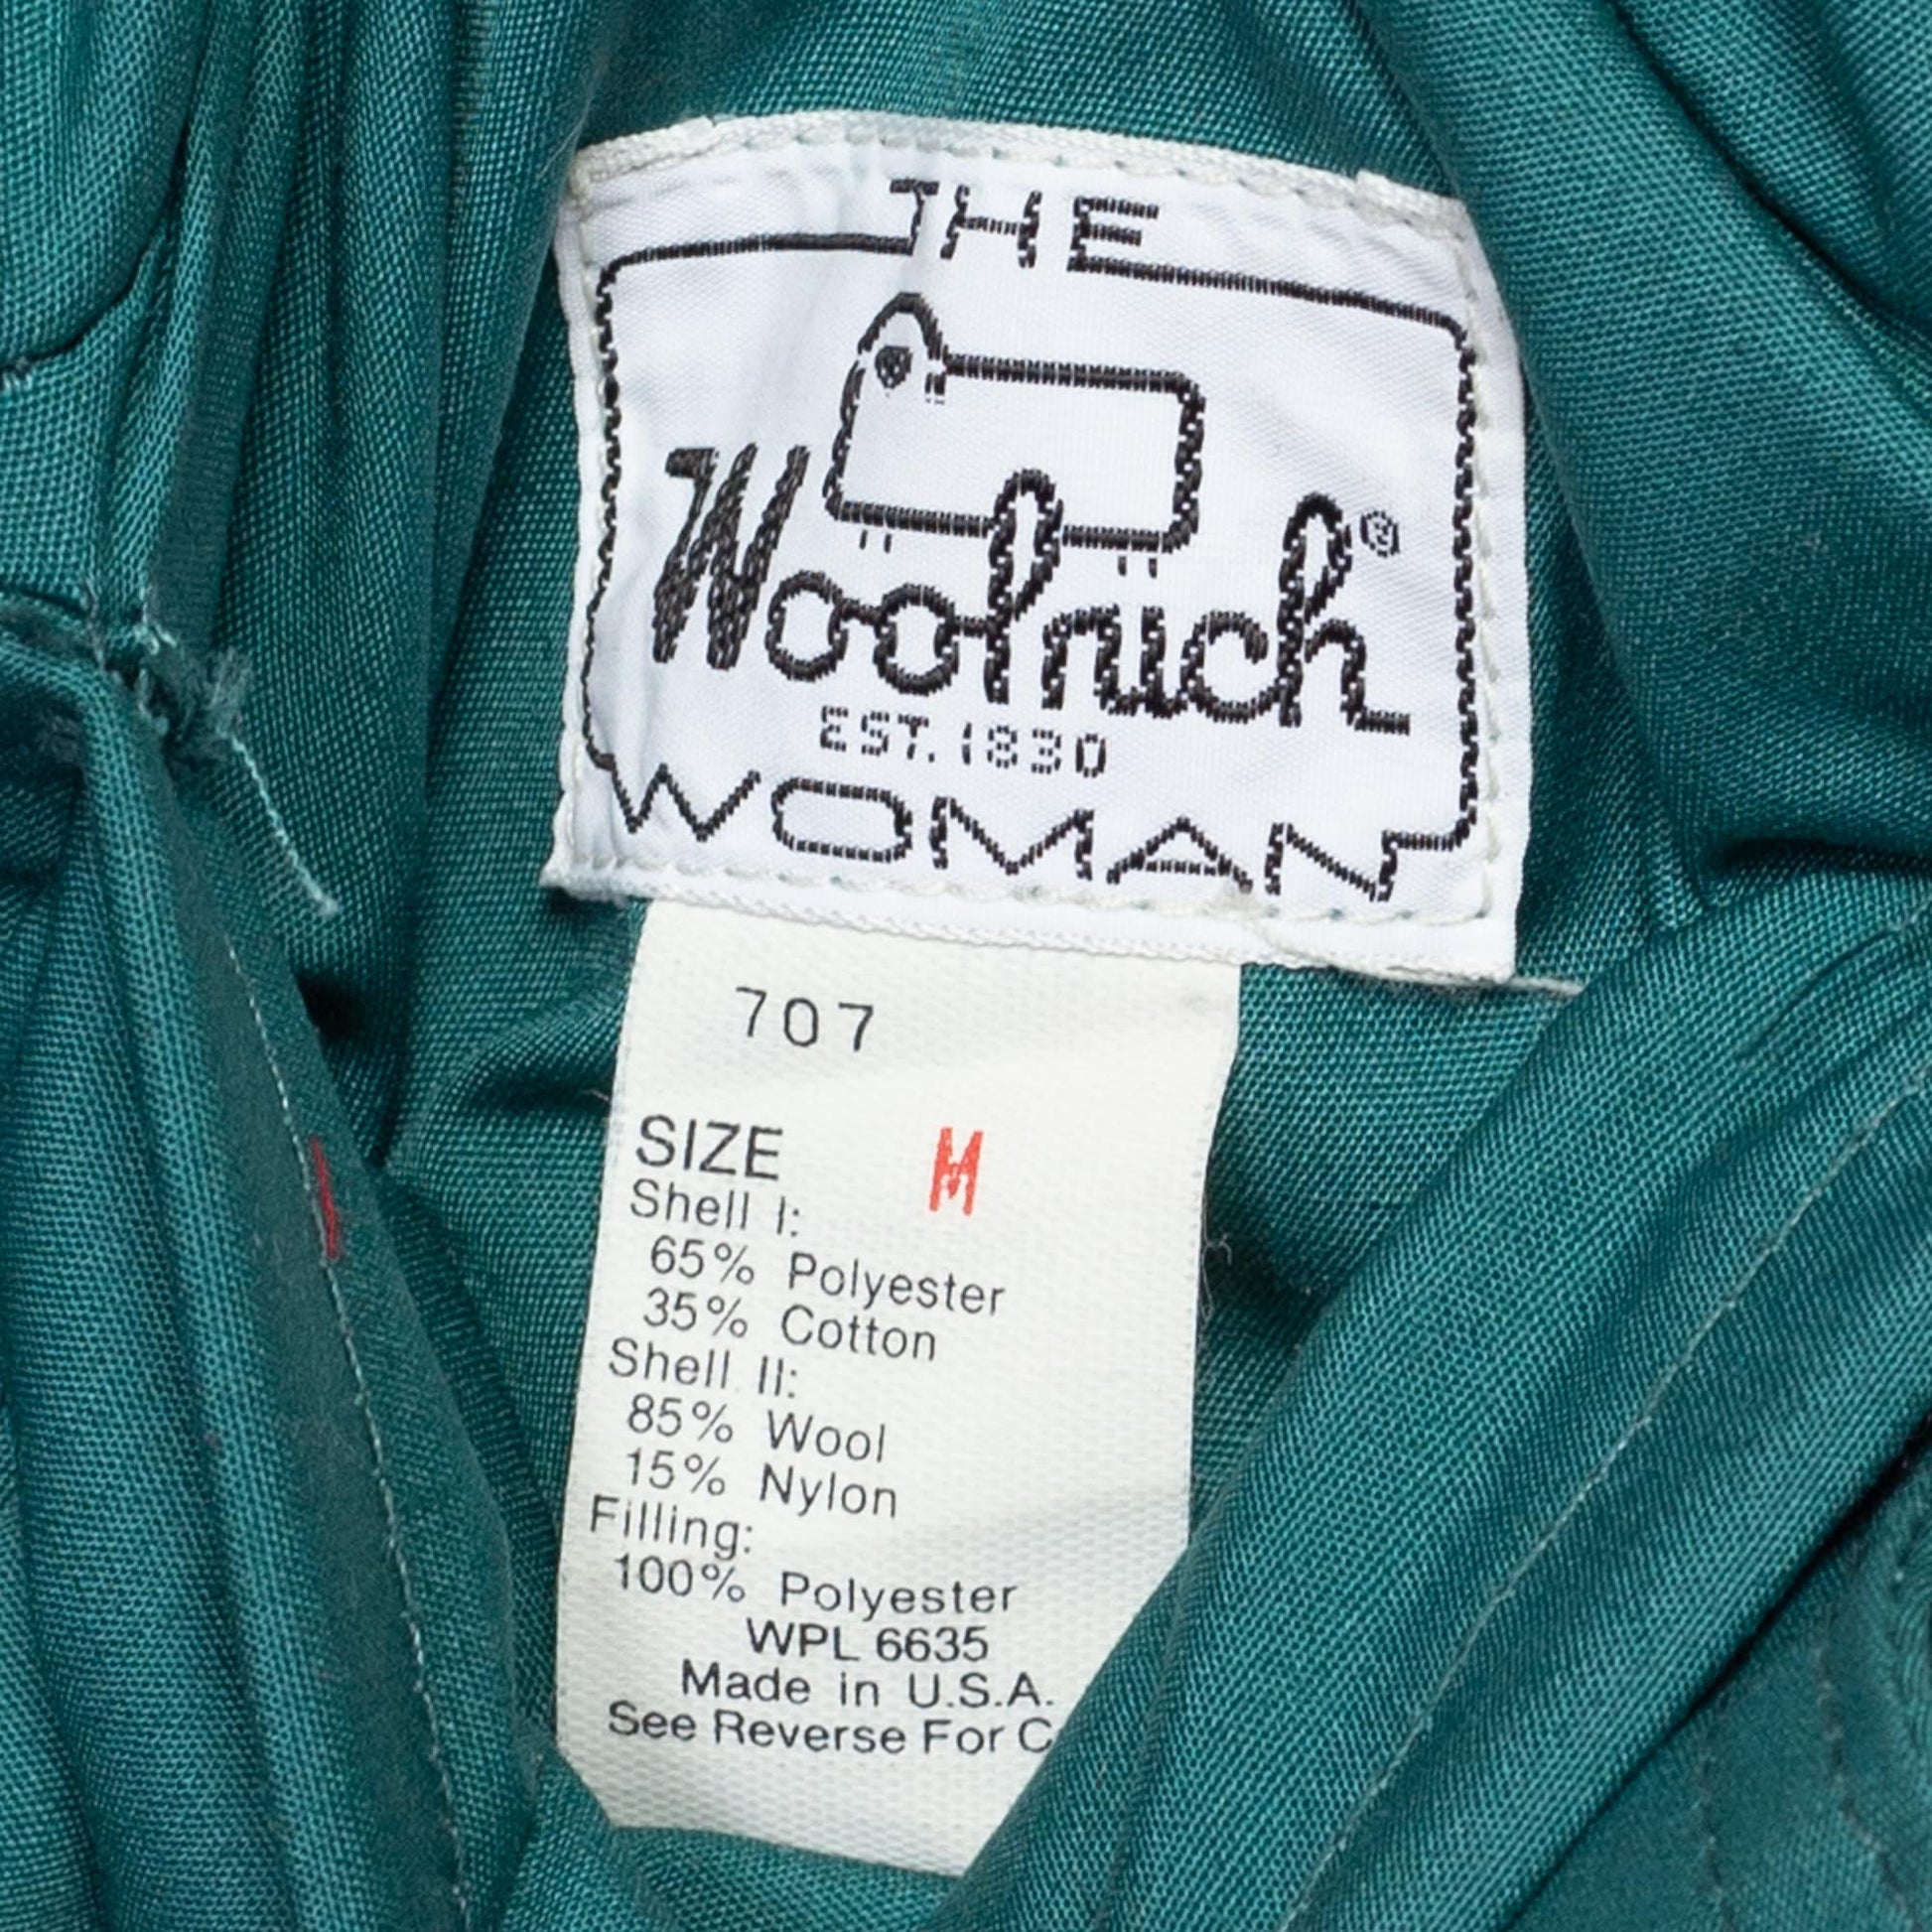 THE
Woolrich®
EST. 1830
WOMAN
707
SIZE M
Shell I:
65% Polyester
35% Cotton
Shell II:
85% Wool
15% Nylon
Filling:
100% Polyester
WPL 6635
Made in U.S.A.
See Reverse For